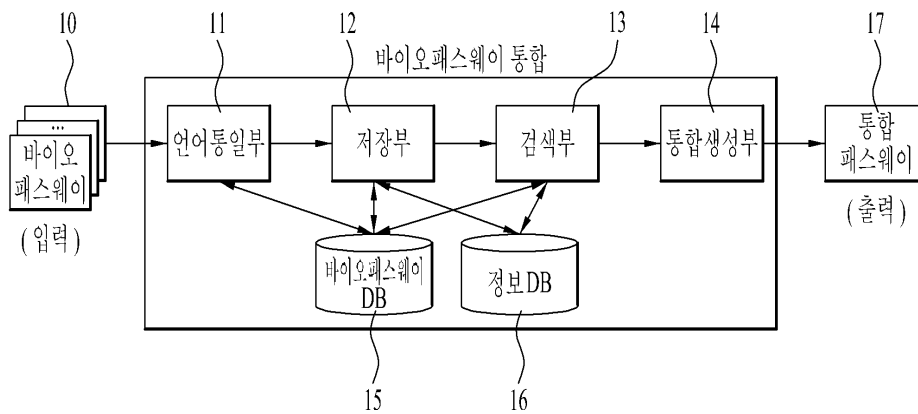 10
11
12
13
14
17
바이오패스웨이 통합
...
바이오
패스웨이
(입력)
언어통일부
저장부
검색부
통합생성부
통합
패스웨이
(출력)
바이오패스웨이
DB
정보 DB
15
16